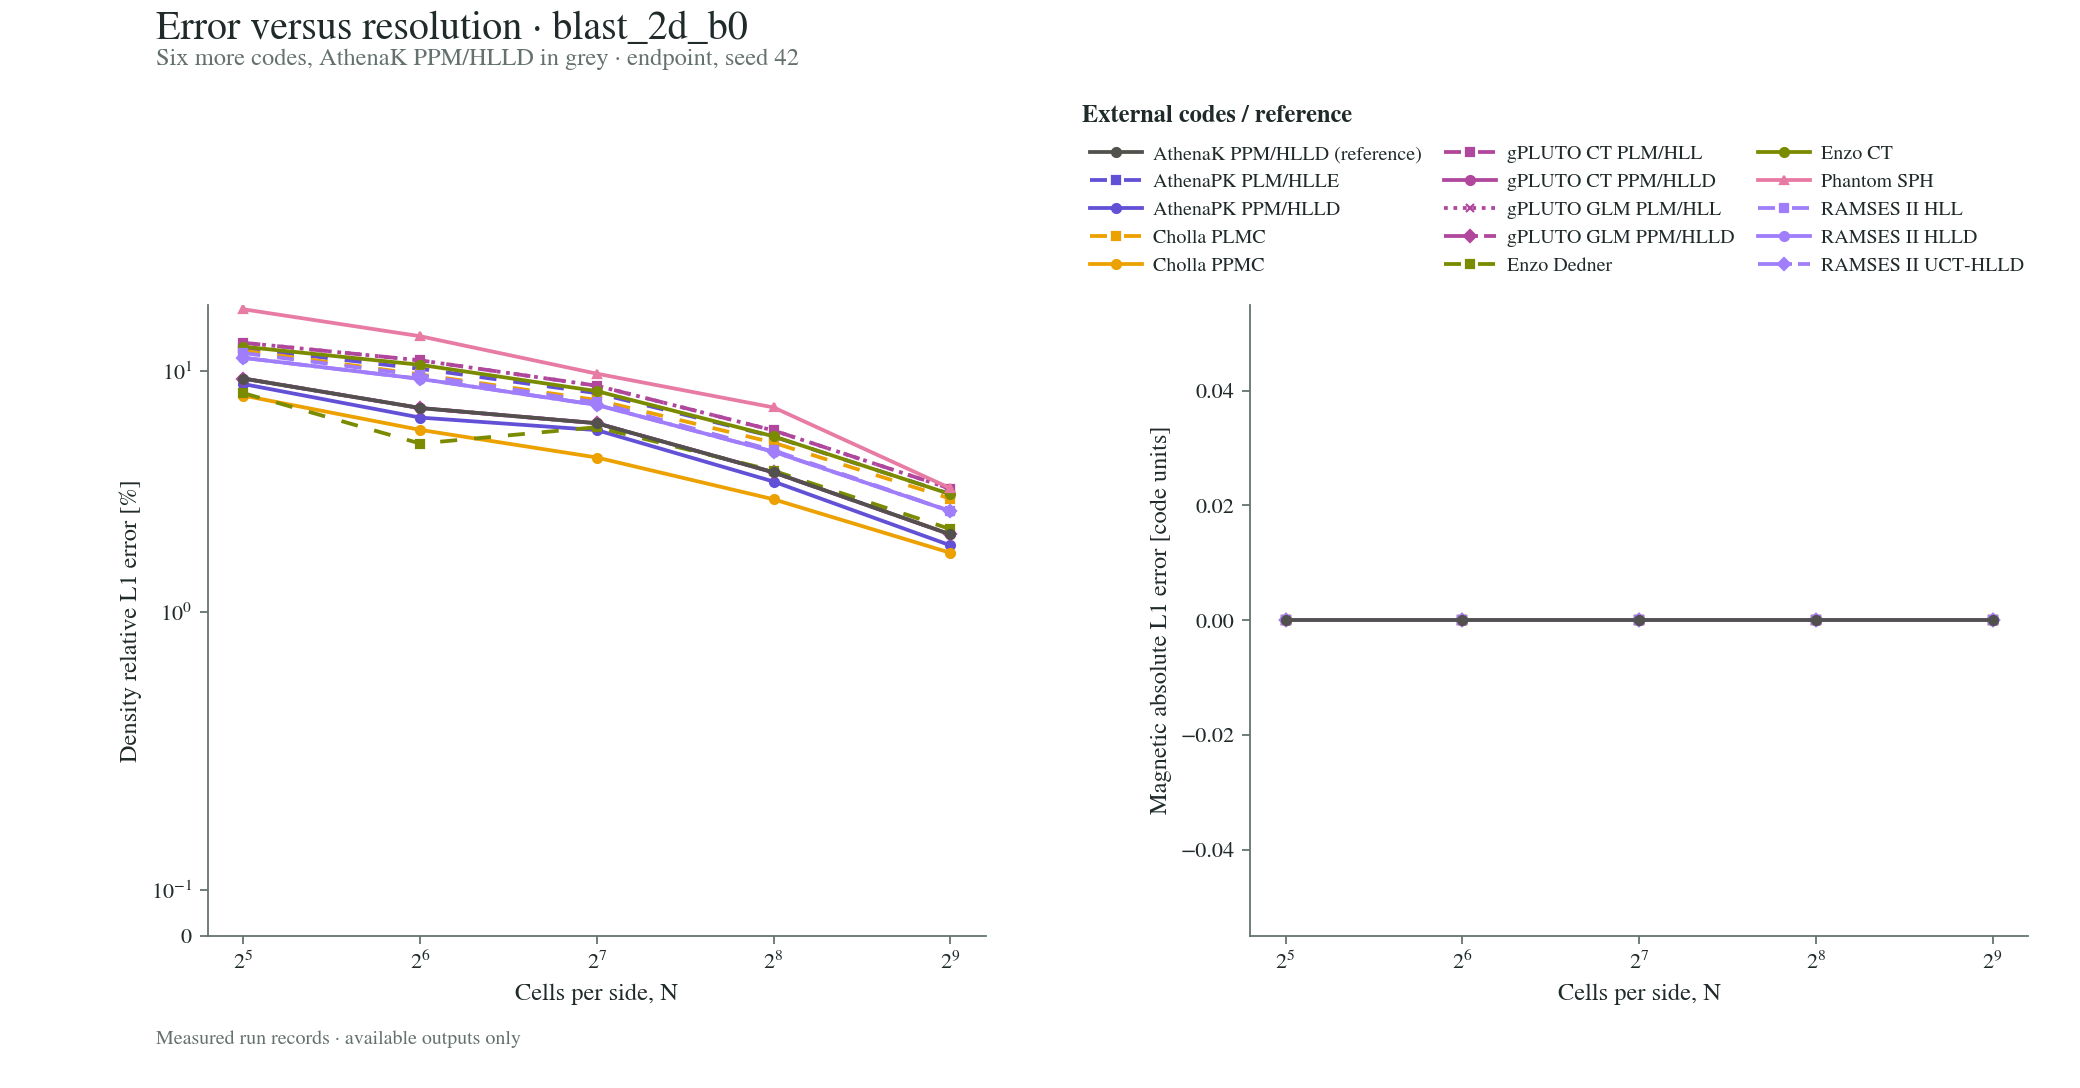 Error versus resolution · blast_2d_b0
Six more codes, AthenaK PPM/HLLD in grey · endpoint, seed 42
External codes / reference
AthenaK PPM/HLLD (reference)
AthenaPK PLM/HLLE
AthenaPK PPM/HLLD
Cholla PLMC
Cholla PPMC
gPLUTO CT PLM/HLL
gPLUTO CT PPM/HLLD
gPLUTO GLM PLM/HLL
gPLUTO GLM PPM/HLLD
Enzo Dedner
Enzo CT
Phantom SPH
RAMSES II HLL
RAMSES II HLLD
RAMSES II UCT-HLLD
Density relative L1 error [%]
10¹
10⁰
10⁻¹
0
2⁵ 2⁶ 2⁷ 2⁸ 2⁹
Cells per side, N
Magnetic absolute L1 error [code units]
0.04
0.02
0.00
−0.02
−0.04
2⁵ 2⁶ 2⁷ 2⁸ 2⁹
Cells per side, N
Measured run records · available outputs only